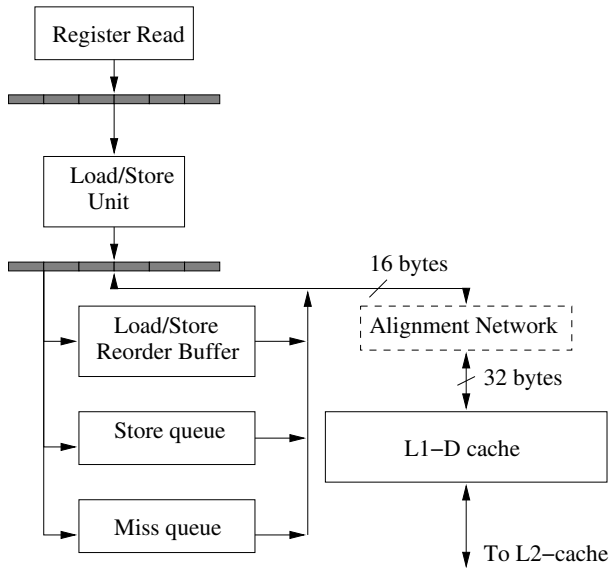 Register Read
Load/Store
Unit
16 bytes
Load/Store
Reorder Buffer
Alignment Network
32 bytes
Store queue
L1−D cache
Miss queue
To L2−cache